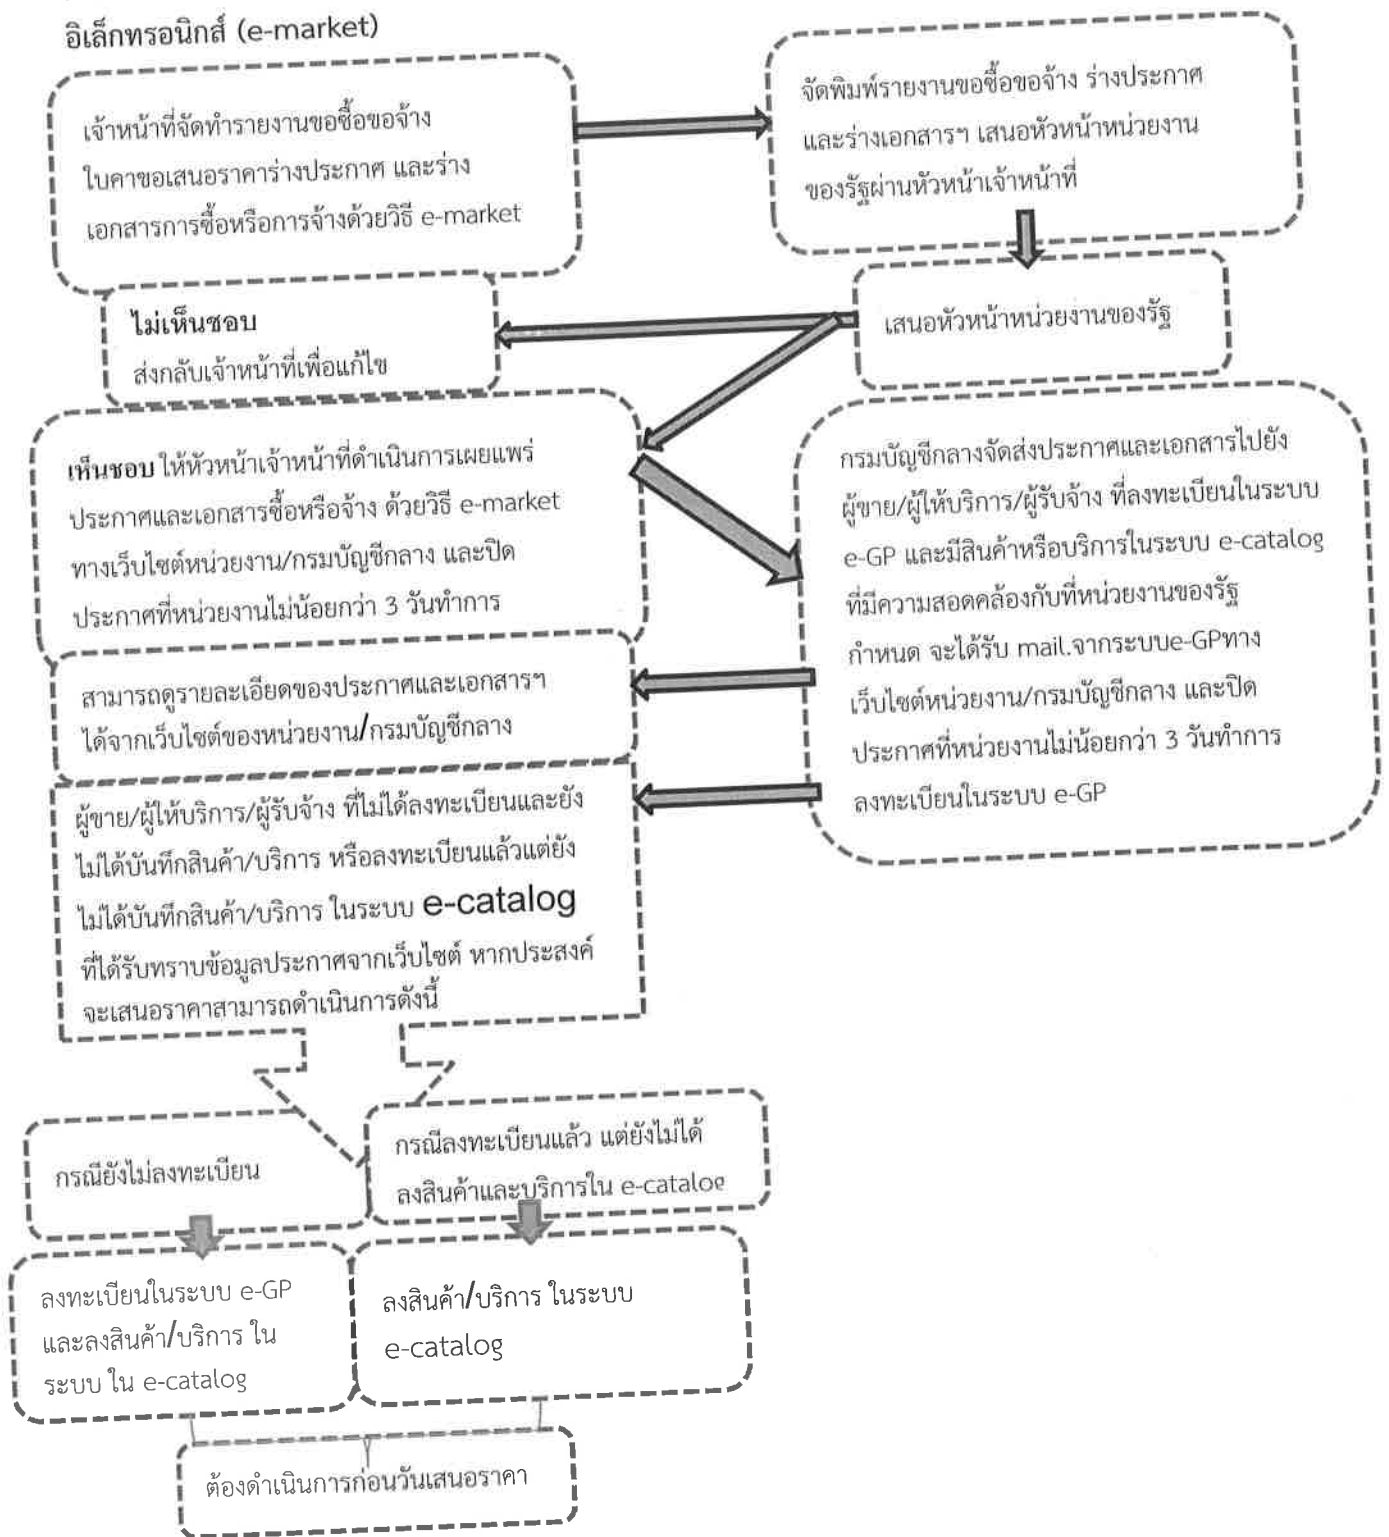 อิเล็กทรอนิกส์ (e-market)
เจ้าหน้าที่จัดทำรายงานขอซื้อขอจ้าง
ใบคาขอเสนอราคาร่างประกาศ และร่าง
เอกสารการซื้อหรือการจ้างด้วยวิธี e-market
จัดพิมพ์รายงานขอซื้อขอจ้าง ร่างประกาศ
และร่างเอกสารฯ เสนอหัวหน้าหน่วยงาน
ของรัฐผ่านหัวหน้าเจ้าหน้าที่
เสนอหัวหน้าหน่วยงานของรัฐ
ไม่เห็นชอบ
ส่งกลับเจ้าหน้าที่เพื่อแก้ไข
เห็นชอบ ให้หัวหน้าเจ้าหน้าที่ดำเนินการเผยแพร่
ประกาศและเอกสารซื้อหรือจ้าง ด้วยวิธี e-market
ทางเว็บไซต์หน่วยงาน/กรมบัญชีกลาง และปิด
ประกาศที่หน่วยงานไม่น้อยกว่า 3 วันทำการ
กรมบัญชีกลางจัดส่งประกาศและเอกสารไปยัง
ผู้ขาย/ผู้ให้บริการ/ผู้รับจ้าง ที่ลงทะเบียนในระบบ
e-GP และมีสินค้าหรือบริการในระบบ e-catalog
ที่มีความสอดคล้องกับที่หน่วยงานของรัฐ
กำหนด จะได้รับ mail.จากระบบe-GPทาง
เว็บไซต์หน่วยงาน/กรมบัญชีกลาง และปิด
ประกาศที่หน่วยงานไม่น้อยกว่า 3 วันทำการ
ลงทะเบียนในระบบ e-GP
สามารถดูรายละเอียดของประกาศและเอกสารฯ
ได้จากเว็บไซต์ของหน่วยงาน/กรมบัญชีกลาง
ผู้ขาย/ผู้ให้บริการ/ผู้รับจ้าง ที่ไม่ได้ลงทะเบียนและยัง
ไม่ได้บันทึกสินค้า/บริการ หรือลงทะเบียนแล้วแต่ยัง
ไม่ได้บันทึกสินค้า/บริการ ในระบบ e-catalog
ที่ได้รับทราบข้อมูลประกาศจากเว็บไซต์ หากประสงค์
จะเสนอราคาสามารถดำเนินการดังนี้
กรณียังไม่ลงทะเบียน
กรณีลงทะเบียนแล้ว แต่ยังไม่ได้
ลงสินค้าและบริการใน e-catalog
ลงทะเบียนในระบบ e-GP
และลงสินค้า/บริการ ใน
ระบบ ใน e-catalog
ลงสินค้า/บริการ ในระบบ
e-catalog
ต้องดำเนินการก่อนวันเสนอราคา